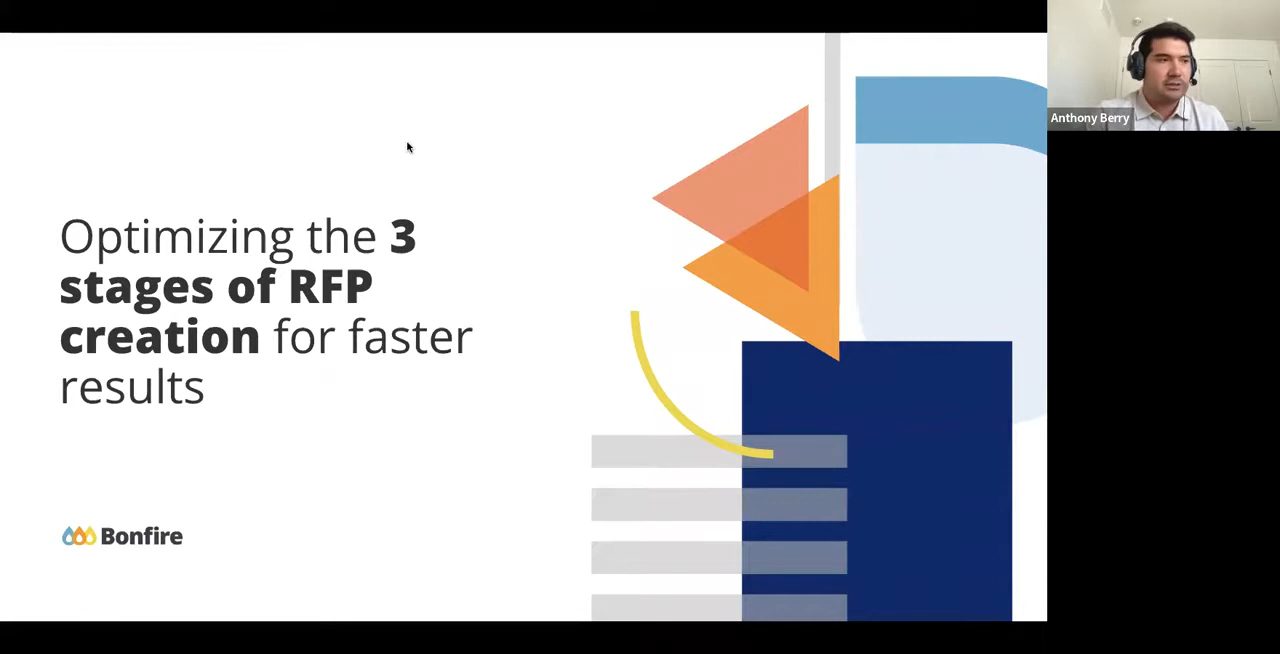 Optimizing the 3
stages of RFP
creation for faster
results
Bonfire
Anthony Berry